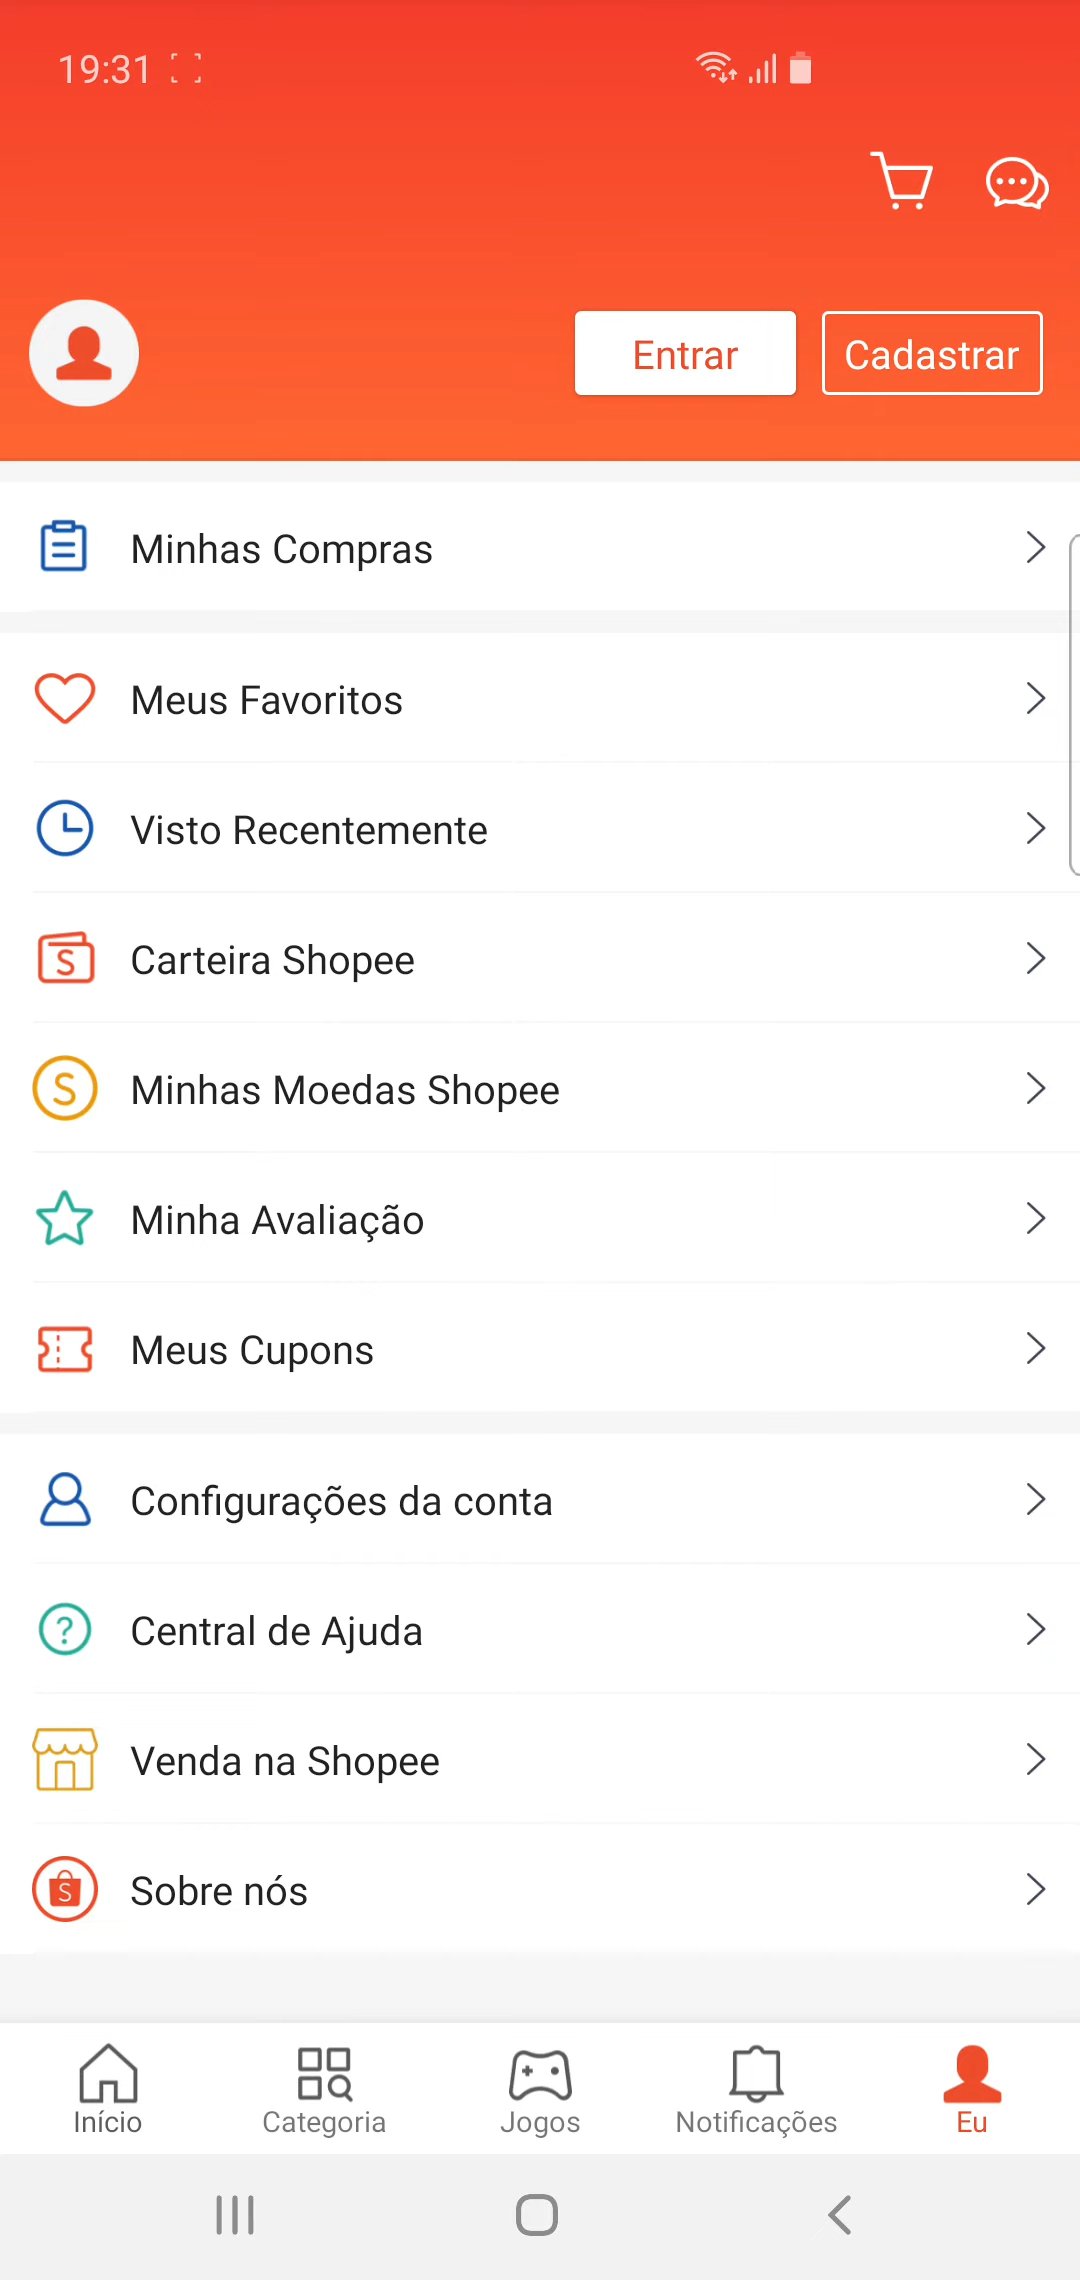 19:31
Entrar
Cadastrar
Minhas Compras
Meus Favoritos
Visto Recentemente
Carteira Shopee
Minhas Moedas Shopee
Minha Avaliação
Meus Cupons
Configurações da conta
Central de Ajuda
Venda na Shopee
Sobre nós
Início
Categoria
Jogos
Notificações
Eu